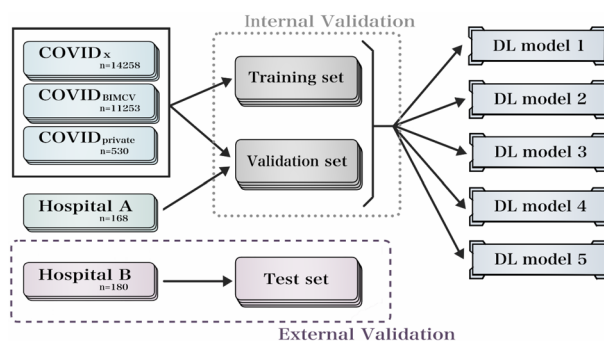 Internal Validation
COVIDx
n=14258
COVIDBIMCV
n=11253
COVIDprivate
n=530
Hospital A
n=168
Hospital B
n=180
Training set
Validation set
Test set
External Validation
DL model 1
DL model 2
DL model 3
DL model 4
DL model 5